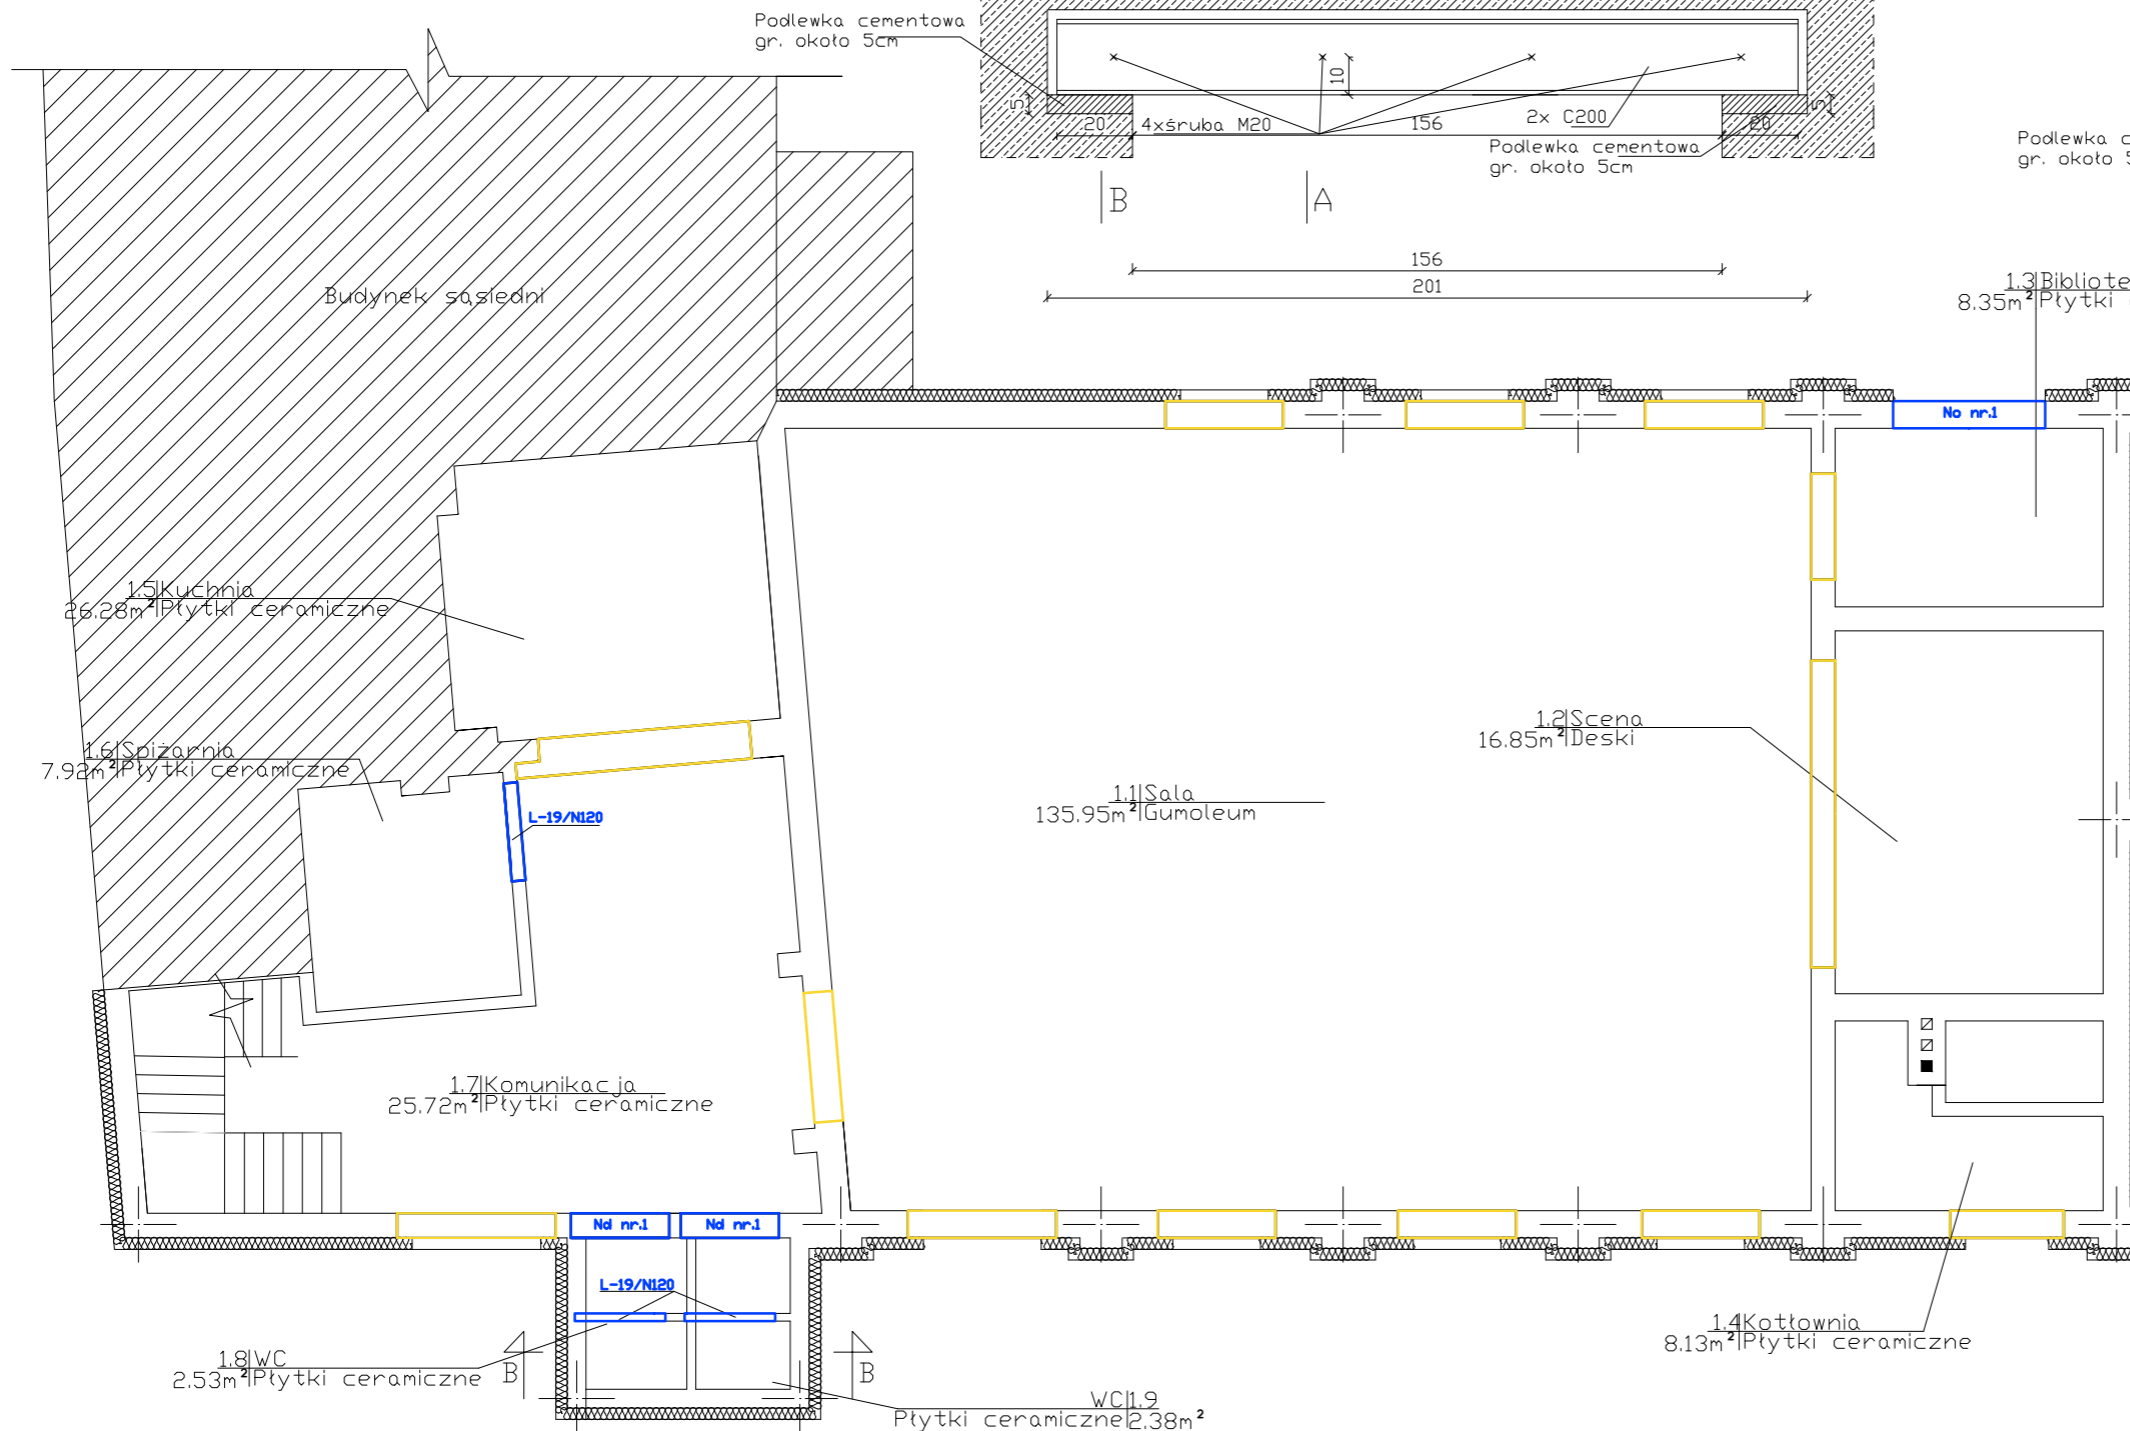 Podlewka cementowa
gr. około 5cm
10
5
5
20
4xśruba M20
156
2x C200
20
Podlewka cementowa
gr. około 5cm
Podlewka
gr. około
B
A
156
201
Budynek sąsiedni
1.3 Bibliote
8.35m² Płytki
No nr.1
1.5 Kuchnia
26.28m² Płytki ceramiczne
1.6 Spiżarnia
7.92m² Płytki ceramiczne
L-19/N120
1.2 Scena
16.85m² Deski
1.1 Sala
135.95m² Gumoleum
1.7 Komunikacja
25.72m² Płytki ceramiczne
Nd nr.1
Nd nr.1
L-19/N120
1.4 Kotłownia
8.13m² Płytki ceramiczne
1.8 WC
2.53m² Płytki ceramiczne
B
B
WC 1.9
Płytki ceramiczne 2.38m²